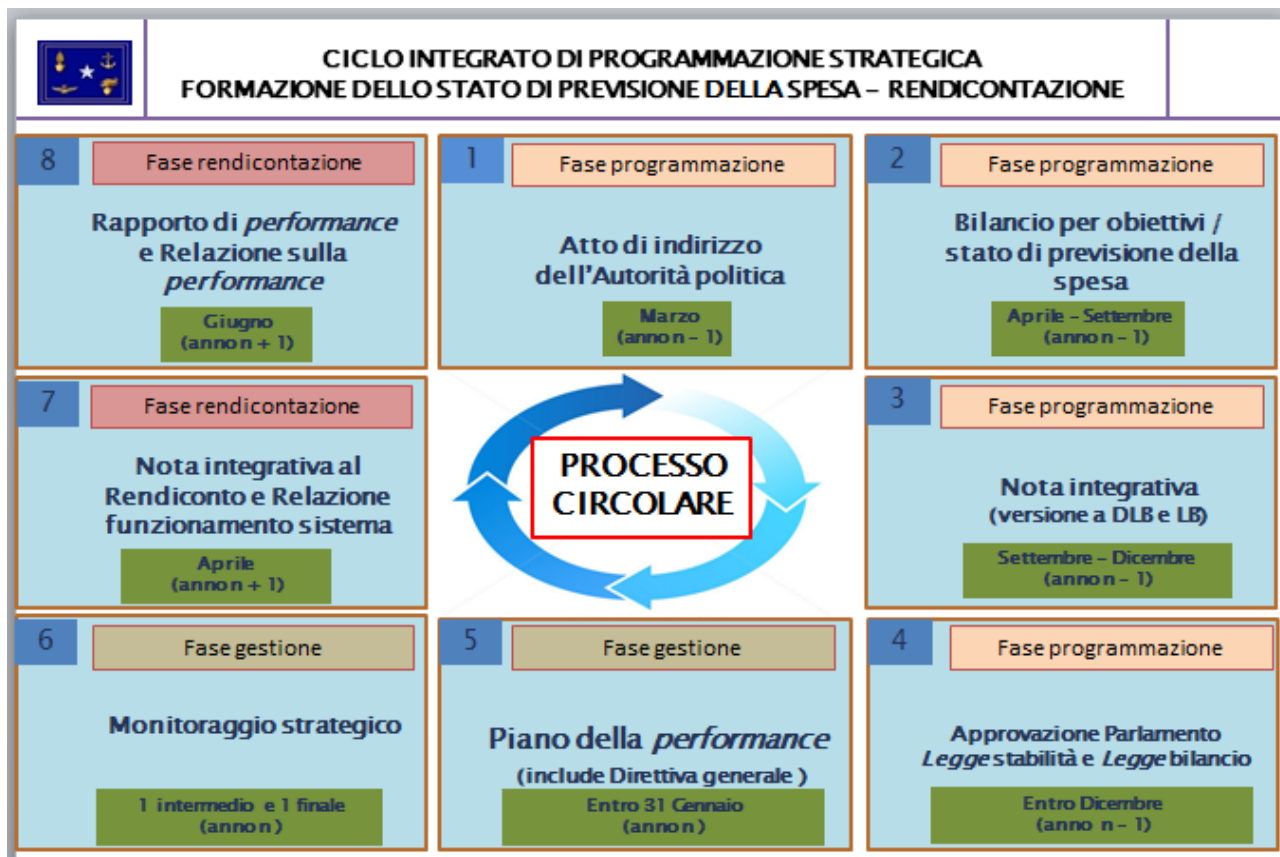 CICLO INTEGRATO DI PROGRAMMAZIONE STRATEGICA
FORMAZIONE DELLO STATO DI PREVISIONE DELLA SPESA – RENDICONTAZIONE
8
Fase rendicontazione
Rapporto di performance
e Relazione sulla
performance
Giugno
(anno n + 1)
1
Fase programmazione
Atto di indirizzo
dell'Autorità politica
Marzo
(anno n – 1)
2
Fase programmazione
Bilancio per obiettivi /
stato di previsione della
spesa
Aprile – Settembre
(anno n – 1)
7
Fase rendicontazione
Nota integrativa al
Rendiconto e Relazione
funzionamento sistema
Aprile
(anno n + 1)
PROCESSO
CIRCOLARE
3
Fase programmazione
Nota integrativa
(versione a DLB e LB)
Settembre – Dicembre
(anno n – 1)
6
Fase gestione
Monitoraggio strategico
1 intermedio e 1 finale
(anno n )
5
Fase gestione
Piano della performance
(include Direttiva generale )
Entro 31 Gennaio
(anno n )
4
Fase programmazione
Approvazione Parlamento
Legge stabilità e Legge bilancio
Entro Dicembre
(anno n – 1)